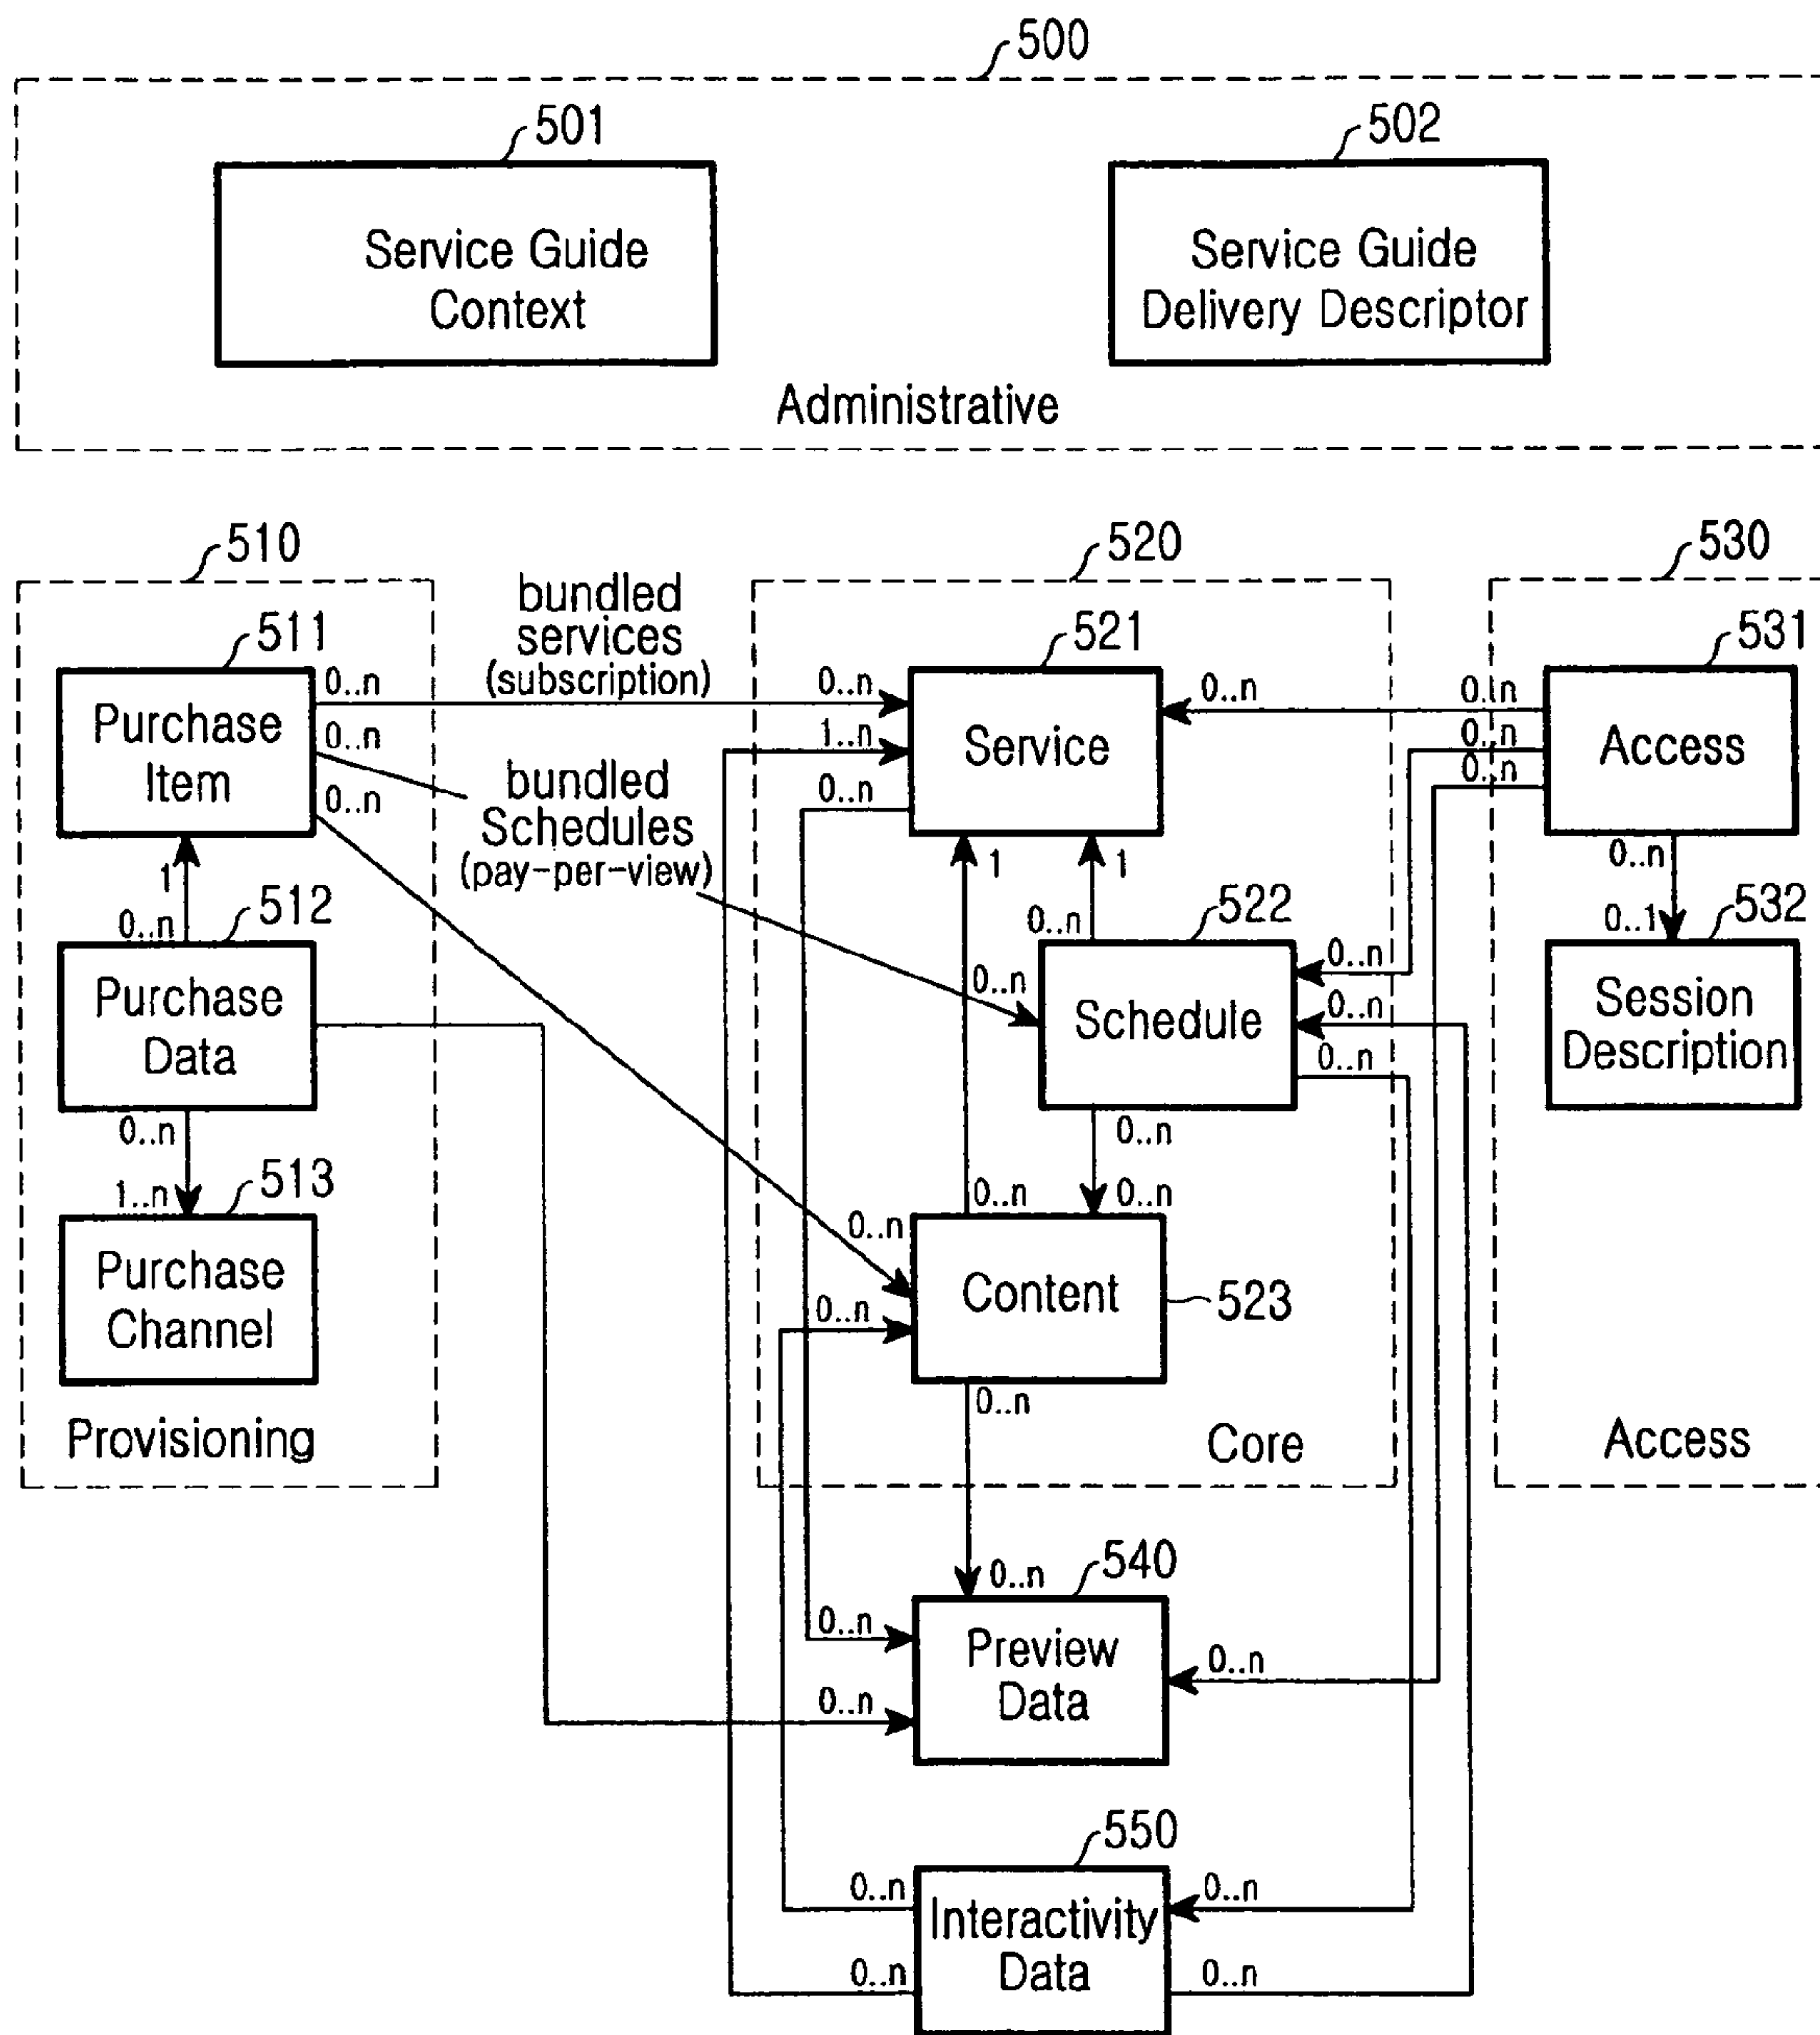 500
501
502
Service Guide
Context
Service Guide
Delivery Descriptor
Administrative
510
520
530
bundled
services
(subscription)
511
521
531
0..n
0..n
0..n
0..n
Purchase
Item
0..n
1..n
Service
0..n
Access
0..n
0..n
0..n
bundled
Schedules
(pay-per-view)
1
1
1
0..n
0..n
512
0..n
522
0..1
532
Purchase
Data
0..n
Schedule
0..n
0..n
0..n
Session
Description
0..n
0..n
1..n
513
0..n
0..n
0..n
Purchase
Channel
Content
523
0..n
0..n
Provisioning
Core
Access
0..n
540
0..n
Preview
Data
0..n
0..n
550
0..n
0..n
Interactivity
Data
0..n
0..n